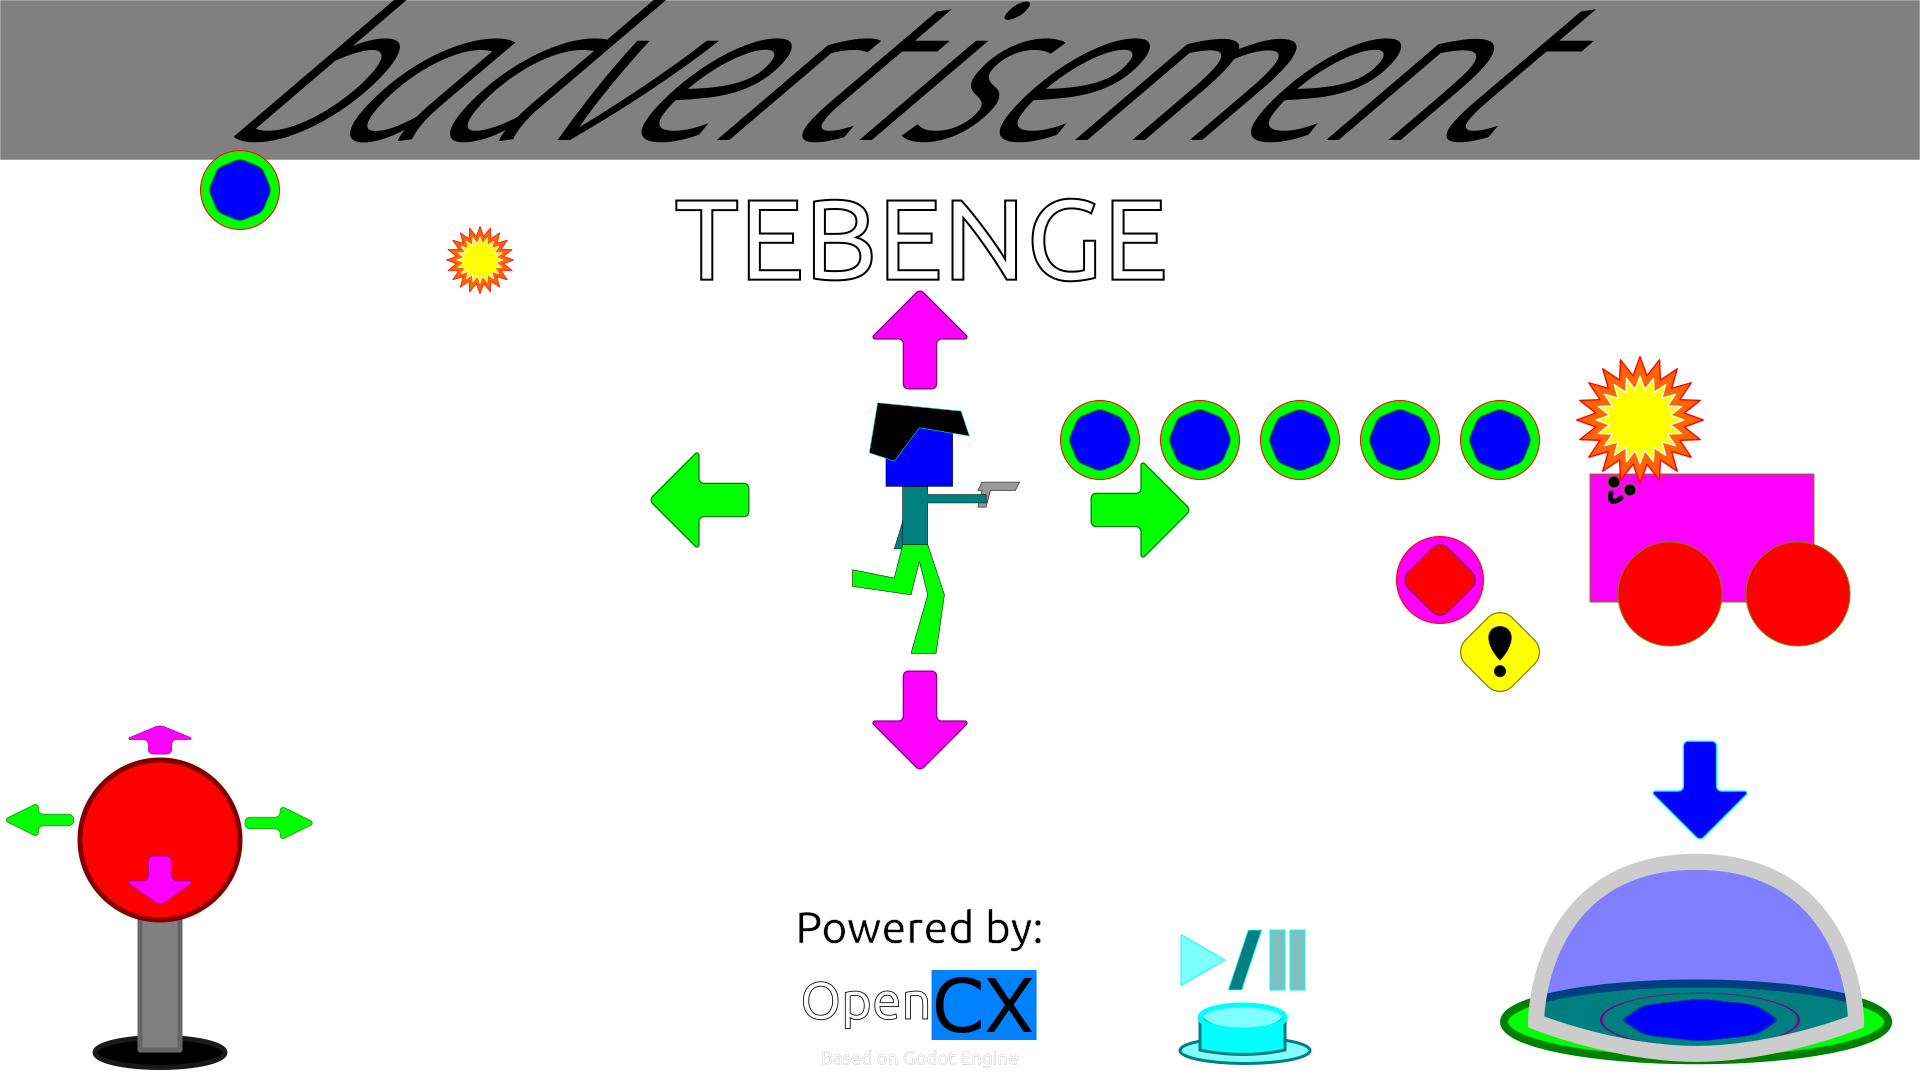 badvertisement
TEBENGE
Powered by:
OpenCX
Based on Godot Engine